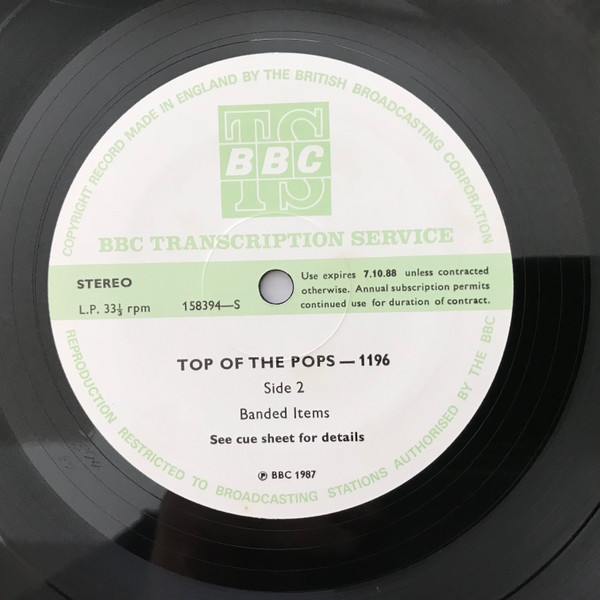 COPYRIGHT RECORD MADE IN ENGLAND BY THE BRITISH BROADCASTING CORPORATION
TS
BBC
TS
BBC TRANSCRIPTION SERVICE
STEREO
L.P. 33⅓ rpm
158394—S
Use expires 7.10.88 unless contracted
otherwise. Annual subscription permits
continued use for duration of contract.
TOP OF THE POPS — 1196
Side 2
Banded Items
See cue sheet for details
℗ BBC 1987
REPRODUCTION RESTRICTED TO BROADCASTING STATIONS AUTHORISED BY THE BBC